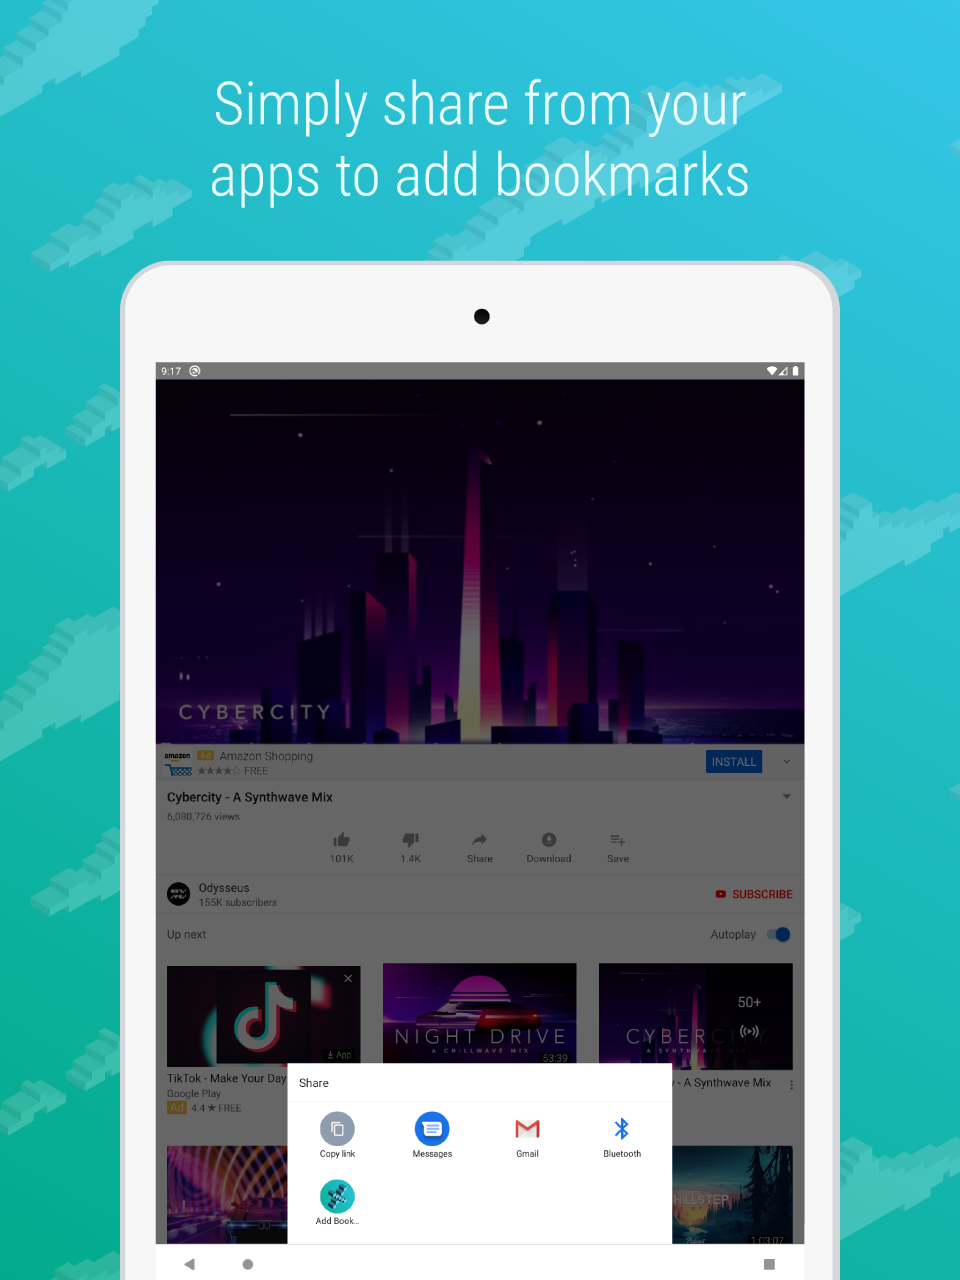 Simply share from your
apps to add bookmarks
9:17
CYBERCITY
amazon
Ad Amazon Shopping
FREE
INSTALL
Cybercity - A Synthwave Mix
6,080,726 views
101K
1.4K
Share
Download
Save
Odysseus
155K subscribers
SUBSCRIBE
Up next
Autoplay
App
NIGHT DRIVE
A CHILLWAVE MIX
53:39
50+
CYBERCITY
A SYNTHWAVE MIX
TikTok - Make Your Day
Google Play
Ad 4.4 ★ FREE
- A Synthwave Mix
Share
Copy link
Messages
Gmail
Bluetooth
Add Book...
HILLSTEP
1:03:07